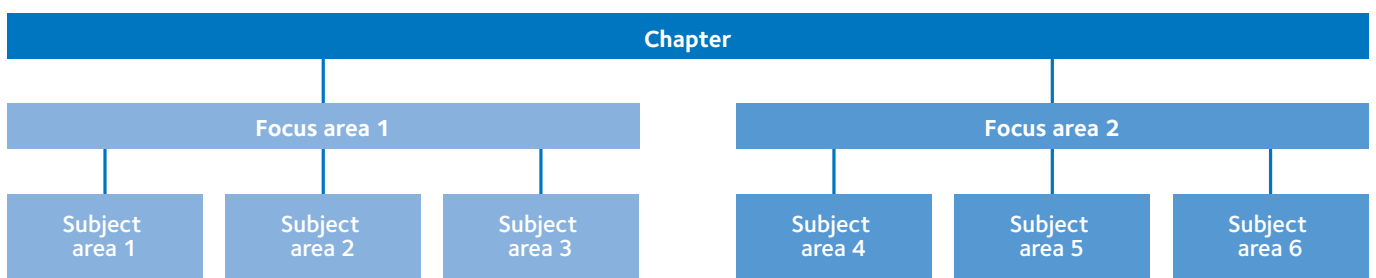 Chapter
Focus area 1
Focus area 2
Subject
area 1
Subject
area 2
Subject
area 3
Subject
area 4
Subject
area 5
Subject
area 6